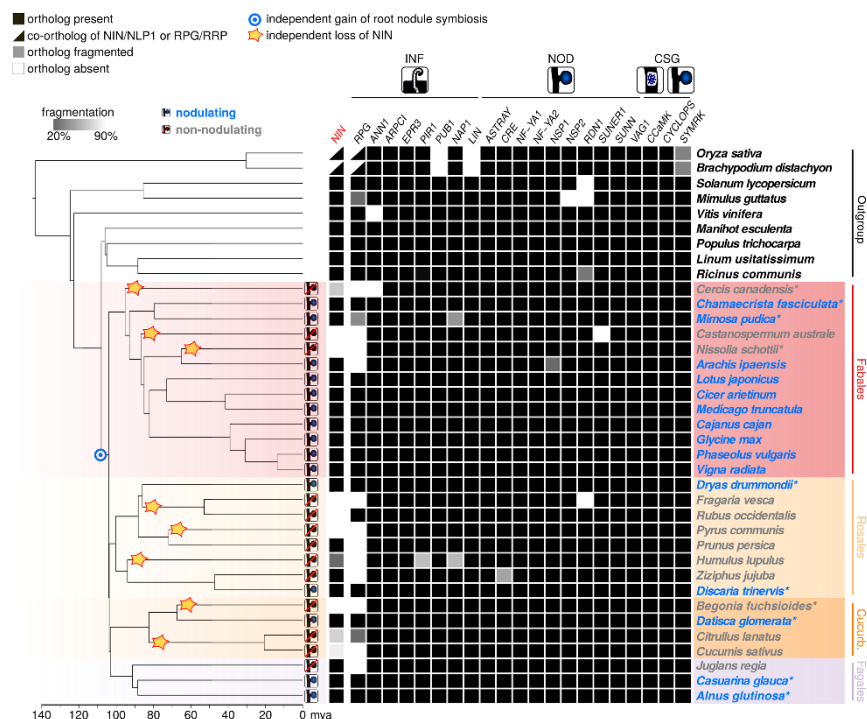 ortholog present
co-ortholog of NIN/NLP1 or RPG/RRP
ortholog fragmented
ortholog absent
independent gain of root nodule symbiosis
independent loss of NIN
fragmentation
20% 90%
nodulating
non-nodulating
INF NOD CSG
NIN RPG ANN1 ARPCI EPR3 PIR1 PUB1 NAP1 LIN ASTRAY CRE NF-YA1 NF-YA2 NSP1 NSP2 RDN1 SUNER1 SUNN VAG1 CCaMK CYCLOPS SYMRK
Oryza sativa
Brachypodium distachyon
Solanum lycopersicum
Mimulus guttatus
Vitis vinifera
Manihot esculenta
Populus trichocarpa
Linum usitatissimum
Ricinus communis
Outgroup
Cercis canadensis*
Chamaecrista fasciculata*
Mimosa pudica*
Castanospermum australe
Nissolia schottii*
Arachis ipaensis
Lotus japonicus
Cicer arietinum
Medicago truncatula
Cajanus cajan
Glycine max
Phaseolus vulgaris
Vigna radiata
Fabales
Dryas drummondii*
Fragaria vesca
Rubus occidentalis
Pyrus communis
Prunus persica
Humulus lupulus
Ziziphus jujuba
Discaria trinervis*
Rosales
Begonia fuchsioides*
Datisca glomerata*
Citrullus lanatus
Cucumis sativus
Cucurb.
Juglans regia
Casuarina glauca*
Alnus glutinosa*
Fagales
140 120 100 80 60 40 20 0 mya